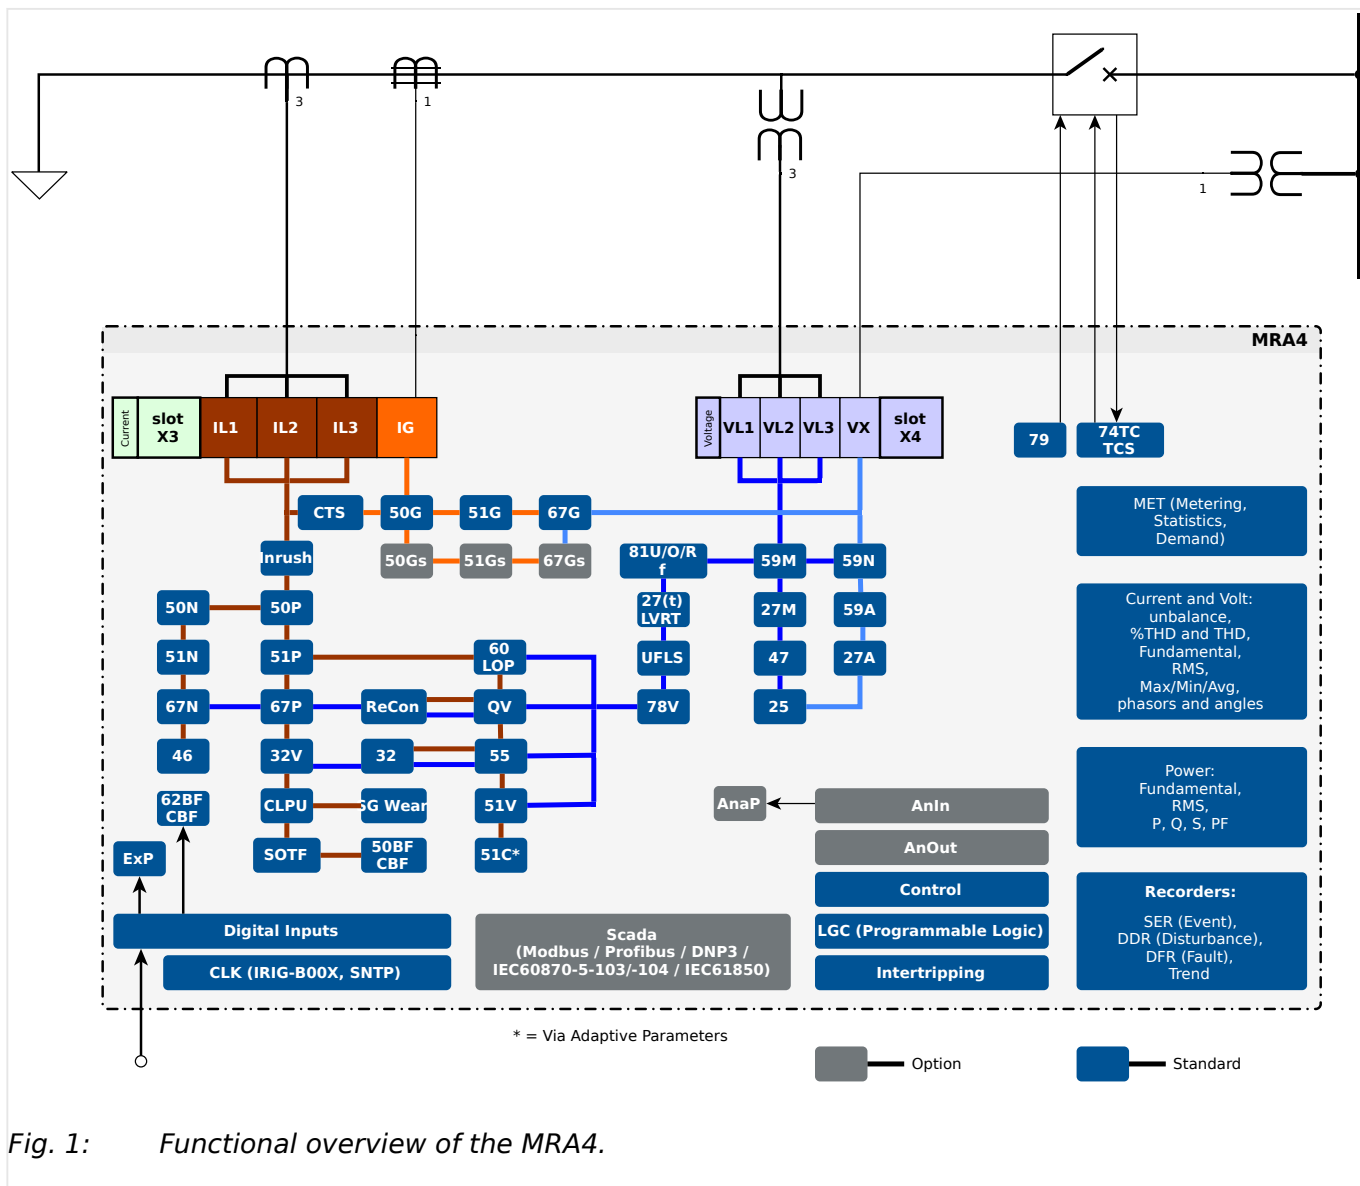 3
1
3
1
MRA4
Current
slot
X3
IL1
IL2
IL3
IG
Voltage
VL1
VL2
VL3
VX
slot
X4
79
74TC
TCS
CTS
50G
51G
67G
Inrush
50Gs
51Gs
67Gs
81U/O/R
f
59M
59N
MET (Metering,
Statistics,
Demand)
50N
50P
27(t)
LVRT
27M
59A
51N
51P
60
LOP
UFLS
47
27A
Current and Volt:
unbalance,
%THD and THD,
Fundamental,
RMS,
Max/Min/Avg,
phasors and angles
67N
67P
ReCon
QV
78V
25
46
32V
32
55
Power:
Fundamental,
RMS,
P, Q, S, PF
62BF
CBF
CLPU
SG Wear
51V
AnaP
AnIn
ExP
SOTF
50BF
CBF
51C*
AnOut
Control
Recorders:
SER (Event),
DDR (Disturbance),
DFR (Fault),
Trend
Digital Inputs
Scada
(Modbus / Profibus / DNP3 /
IEC60870-5-103/-104 / IEC61850)
LGC (Programmable Logic)
CLK (IRIG-B00X, SNTP)
Intertripping
* = Via Adaptive Parameters
Option
Standard
Fig. 1: Functional overview of the MRA4.